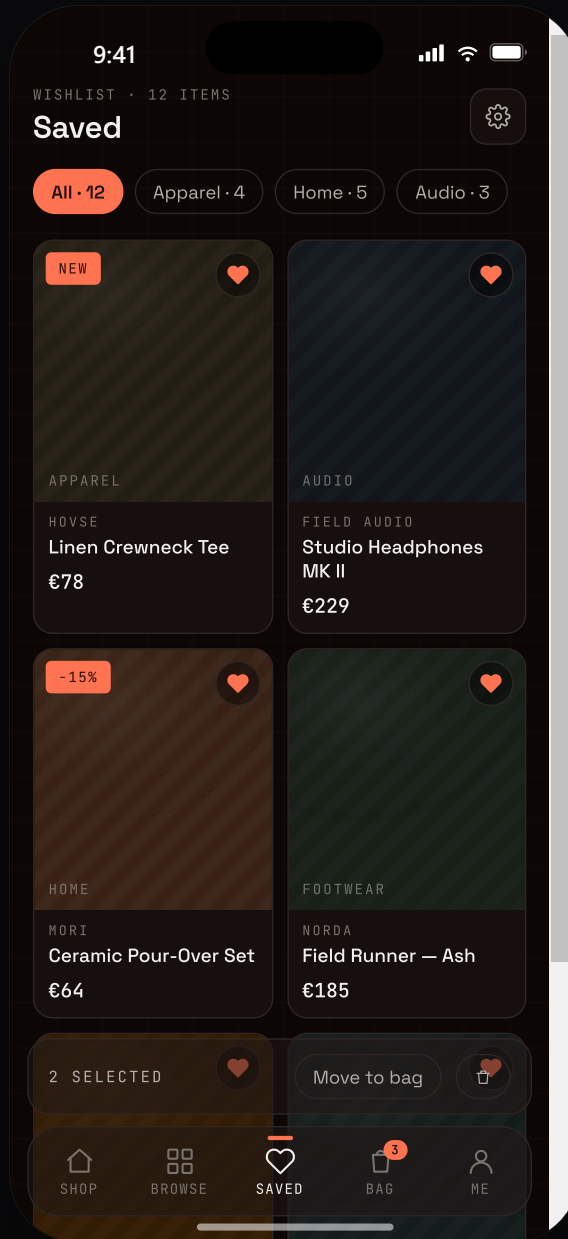 9:41
WISHLIST · 12 ITEMS
Saved
All · 12 Apparel · 4 Home · 5 Audio · 3
NEW
APPAREL
HOVSE
Linen Crewneck Tee
€78
AUDIO
FIELD AUDIO
Studio Headphones
MK II
€229
-15%
HOME
MORI
Ceramic Pour-Over Set
€64
FOOTWEAR
NORDA
Field Runner — Ash
€185
2 SELECTED Move to bag
3
SHOP BROWSE SAVED BAG ME